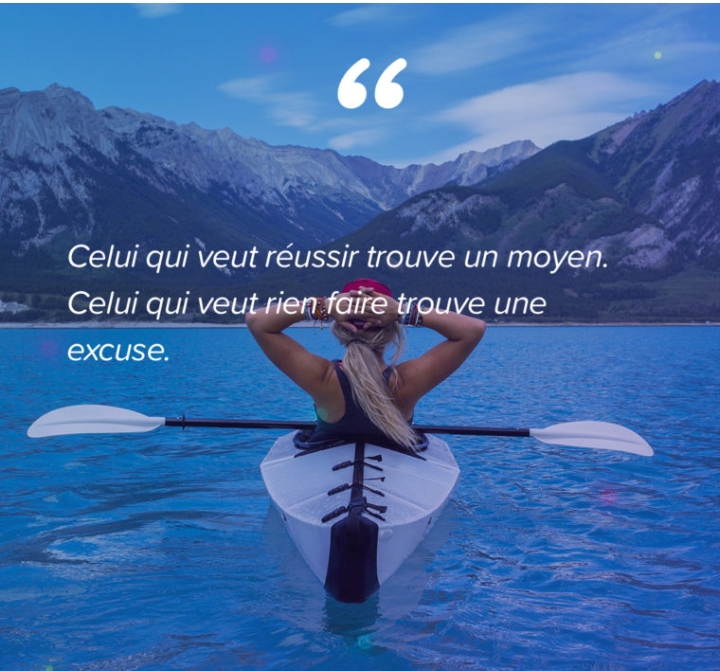 “
Celui qui veut réussir trouve un moyen.
Celui qui veut rien faire trouve une
excuse.